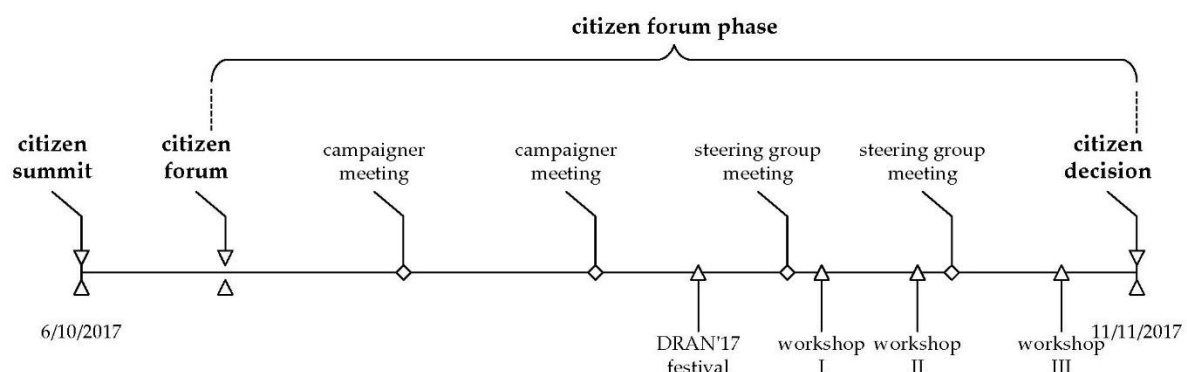 citizen forum phase
citizen
summit
citizen
forum
campaigner
meeting
campaigner
meeting
steering group
meeting
steering group
meeting
citizen
decision
6/10/2017
11/11/2017
DRAN'17
festival
workshop
I
workshop
II
workshop
III